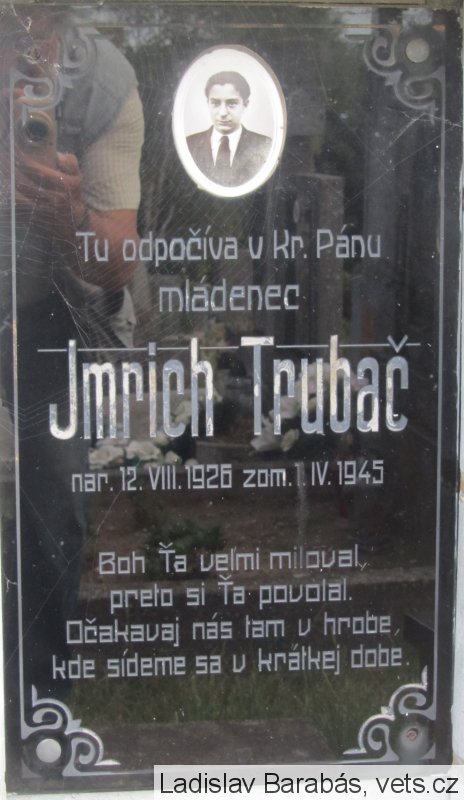 Tu odpočíva v Kr. Pánu
mládenec
Jmrich Trubač
nar. 12. VIII. 1926 zom. 1. IV. 1945
Boh Ťa veľmi miloval,
preto si Ťa povolal.
Očakavaj nás tam v hrobe,
kde sídeme sa v krátkej dobe.
Ladislav Barabás, vets.cz